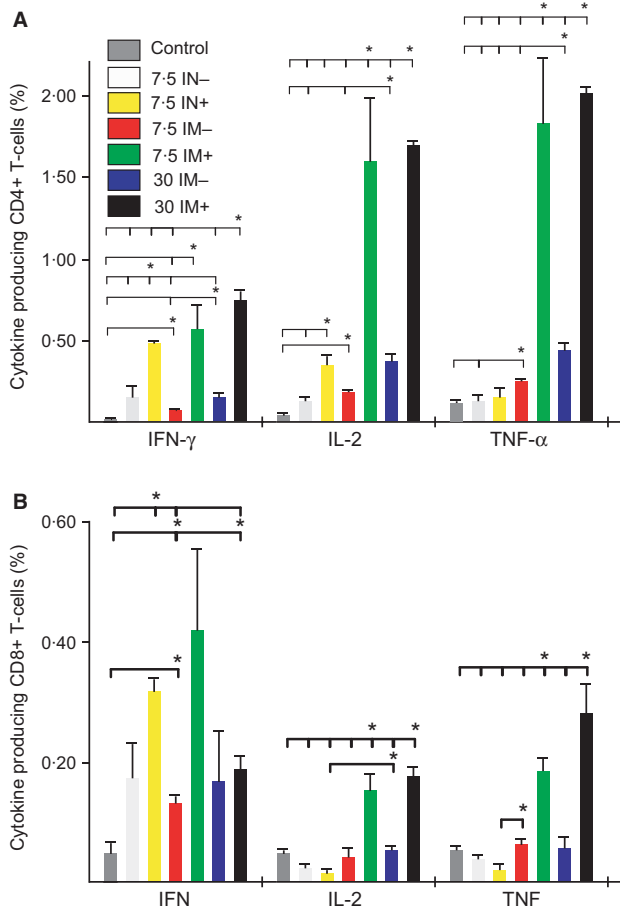 A
Cytokine producing CD4+ T-cells (%)
2·00
1·50
1·00
0·50
Control
7·5 IN–
7·5 IN+
7·5 IM–
7·5 IM+
30 IM–
30 IM+
* *
*
* *
*
*
*
*
*
*
*
*
*
IFN-γ
IL-2
TNF-α
B
Cytokine producing CD8+ T-cells (%)
0·60
0·40
0·20
*
* *
*
* *
*
* *
*
IFN
IL-2
TNF